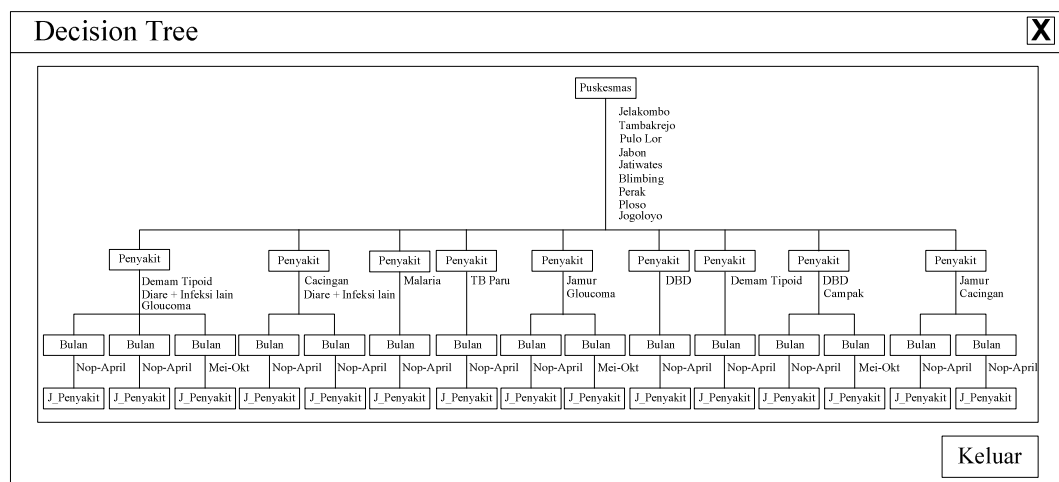 Decision Tree
X
Puskesmas
Jelakombo
Tambakrejo
Pulo Lor
Jabon
Jatiwates
Blimbing
Perak
Ploso
Jogoloyo
Penyakit Penyakit Penyakit Penyakit Penyakit Penyakit Penyakit Penyakit Penyakit
Demam Tipoid Cacingan Malaria TB Paru Jamur DBD Demam Tipoid DBD Jamur
Diare + Infeksi lain Diare + Infeksi lain Gloucoma Campak Cacingan
Gloucoma
Bulan Bulan Bulan Bulan Bulan Bulan Bulan Bulan Bulan Bulan Bulan Bulan Bulan Bulan Bulan
Nop-April Nop-April Mei-Okt Nop-April Nop-April Nop-April Nop-April Nop-April Mei-Okt Nop-April Nop-April Nop-April Mei-Okt Nop-April Nop-April
J_Penyakit J_Penyakit J_Penyakit J_Penyakit J_Penyakit J_Penyakit J_Penyakit J_Penyakit J_Penyakit J_Penyakit J_Penyakit J_Penyakit J_Penyakit J_Penyakit J_Penyakit
Keluar